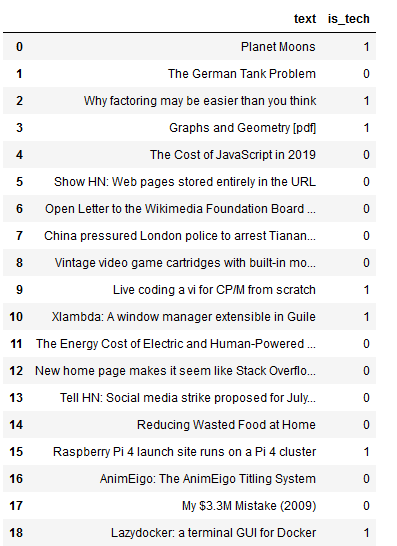 text is_tech
0 Planet Moons 1
1 The German Tank Problem 0
2 Why factoring may be easier than you think 1
3 Graphs and Geometry [pdf] 1
4 The Cost of JavaScript in 2019 0
5 Show HN: Web pages stored entirely in the URL 0
6 Open Letter to the Wikimedia Foundation Board ... 0
7 China pressured London police to arrest Tianan... 0
8 Vintage video game cartridges with built-in mo... 0
9 Live coding a vi for CP/M from scratch 1
10 Xlambda: A window manager extensible in Guile 1
11 The Energy Cost of Electric and Human-Powered ... 0
12 New home page makes it seem like Stack Overflo... 0
13 Tell HN: Social media strike proposed for July... 0
14 Reducing Wasted Food at Home 0
15 Raspberry Pi 4 launch site runs on a Pi 4 cluster 1
16 AnimEigo: The AnimEigo Titling System 0
17 My $3.3M Mistake (2009) 0
18 Lazydocker: a terminal GUI for Docker 1